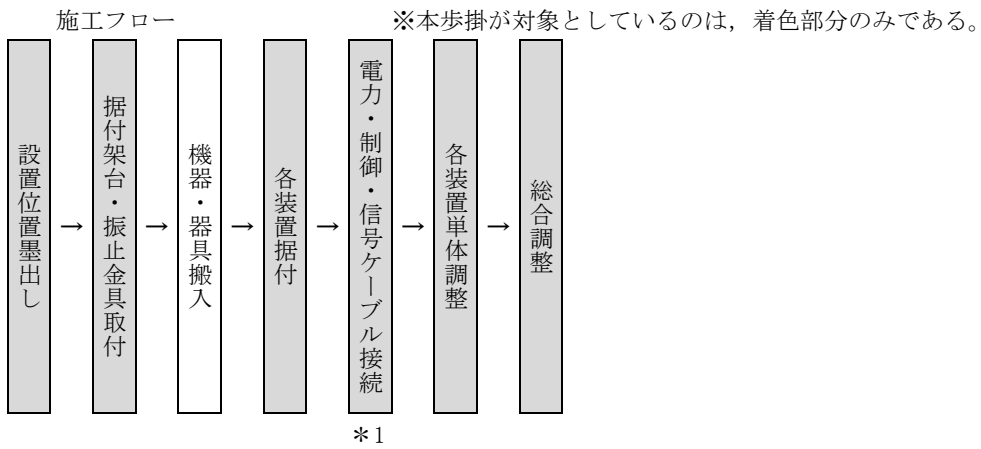 施工フロー
※本歩掛が対象としているのは，着色部分のみである。
設置位置墨出し
→
据付架台・振止金具取付
→
機器・器具搬入
→
各装置据付
→
電力・制御・信号ケーブル接続
→
各装置単体調整
→
総合調整
＊1